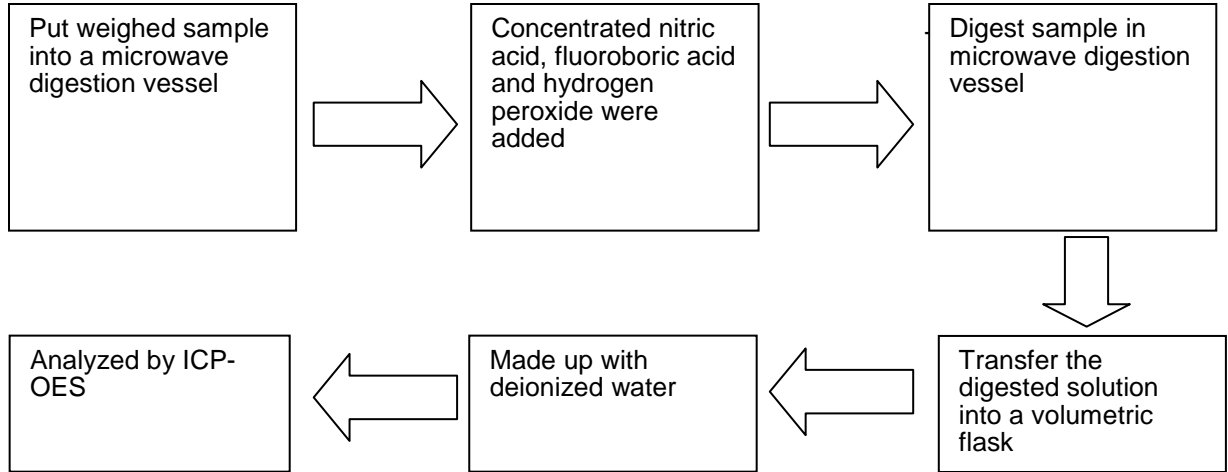 Put weighed sample
into a microwave
digestion vessel
Concentrated nitric
acid, fluoroboric acid
and hydrogen
peroxide were
added
Digest sample in
microwave digestion
vessel
Transfer the
digested solution
into a volumetric
flask
Made up with
deionized water
Analyzed by ICP-
OES